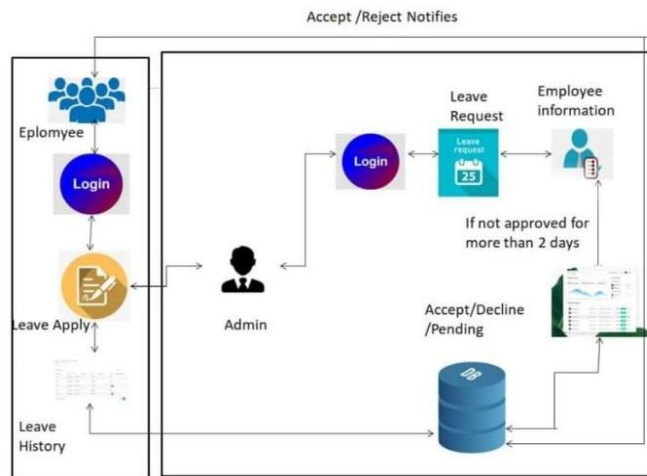 Accept /Reject Notifies
Eplomyee
Login
Leave Apply
Leave
History
Admin
Login
Leave
Request
Leave
request
25
Employee
information
If not approved for
more than 2 days
Accept/Decline
/Pending
DB